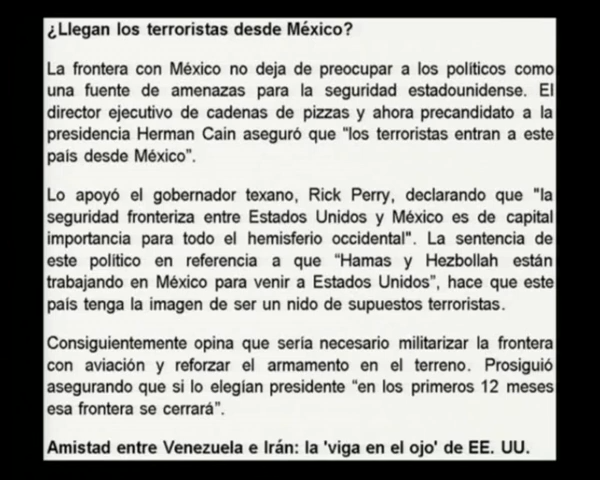 ¿Llegan los terroristas desde México?
La frontera con México no deja de preocupar a los políticos como
una fuente de amenazas para la seguridad estadounidense. El
director ejecutivo de cadenas de pizzas y ahora precandidato a la
presidencia Herman Cain aseguró que “los terroristas entran a este
país desde México”.
Lo apoyó el gobernador texano, Rick Perry, declarando que "la
seguridad fronteriza entre Estados Unidos y México es de capital
importancia para todo el hemisferio occidental". La sentencia de
este político en referencia a que “Hamas y Hezbollah están
trabajando en México para venir a Estados Unidos”, hace que este
país tenga la imagen de ser un nido de supuestos terroristas.
Consiguientemente opina que sería necesario militarizar la frontera
con aviación y reforzar el armamento en el terreno. Prosiguió
asegurando que si lo elegían presidente “en los primeros 12 meses
esa frontera se cerrará”.
Amistad entre Venezuela e Irán: la 'viga en el ojo' de EE. UU.